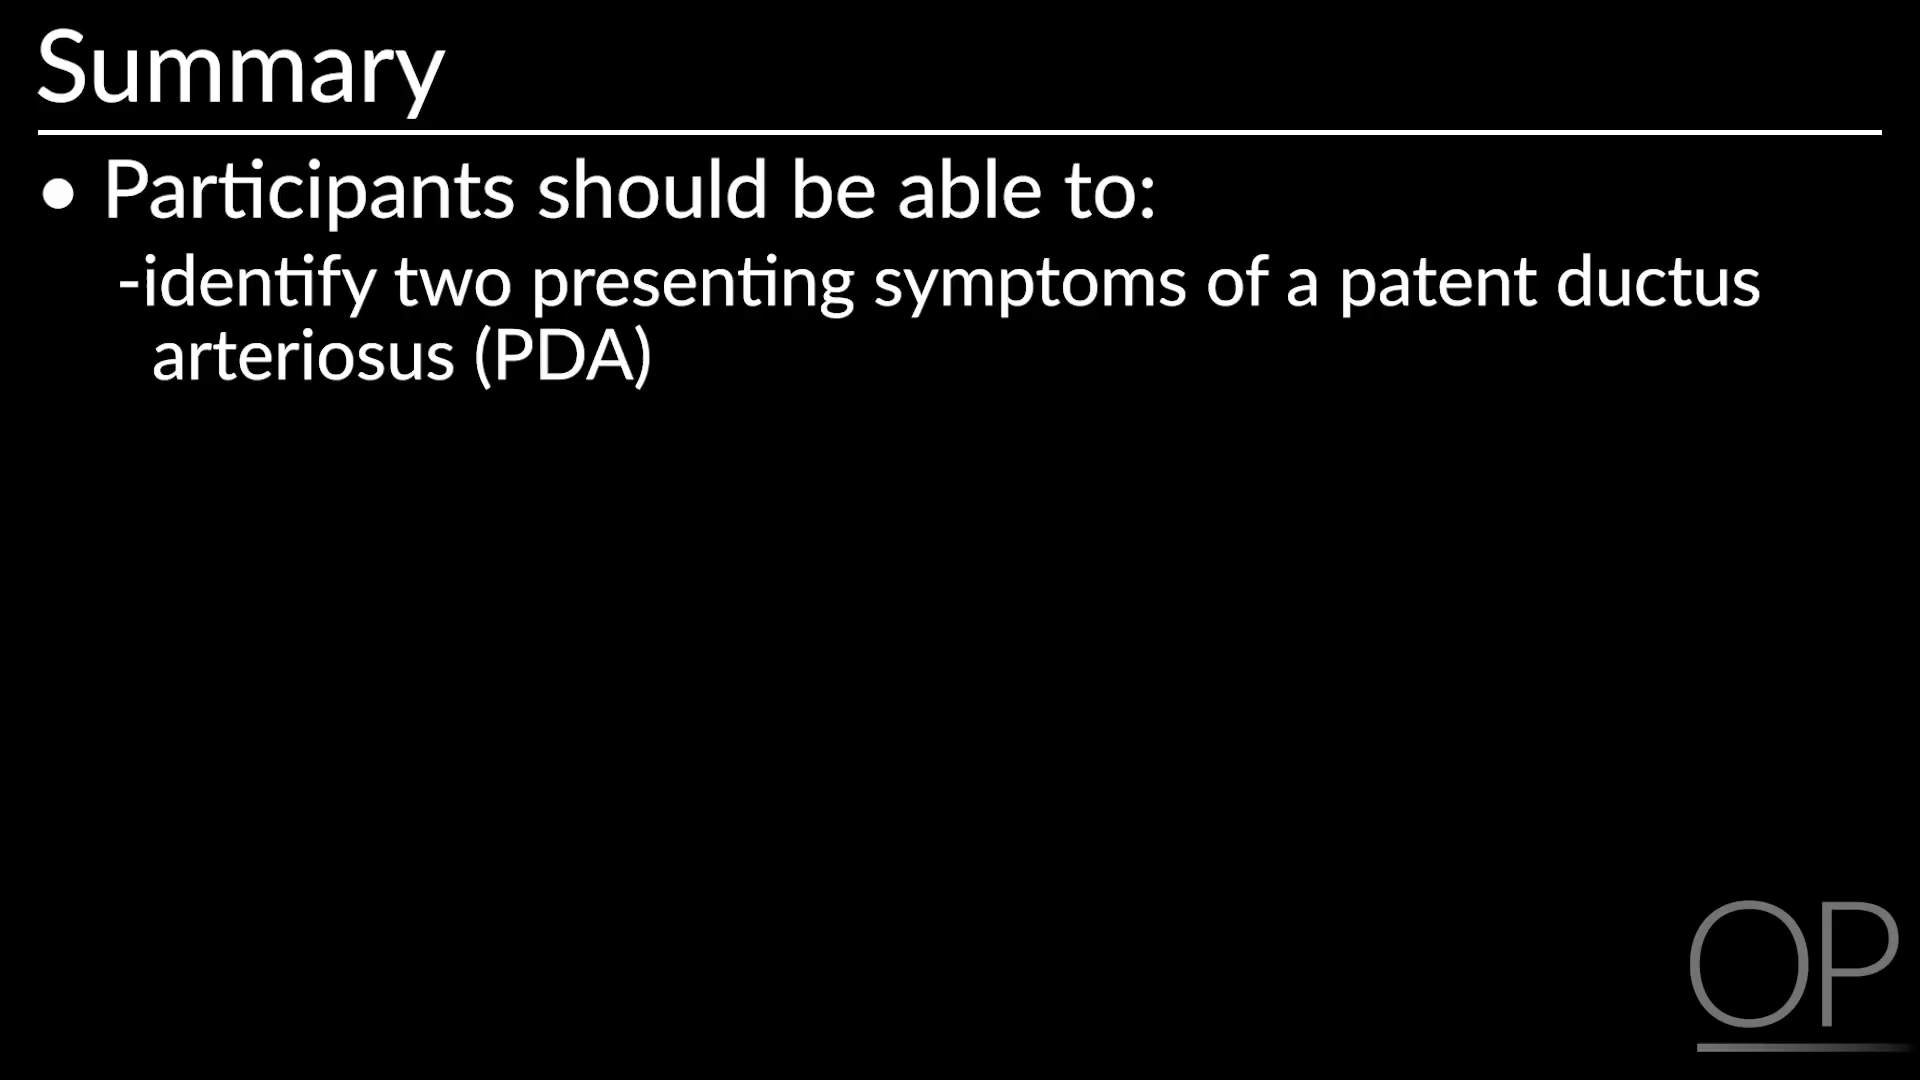 Summary
• Participants should be able to:
-identify two presenting symptoms of a patent ductus
arteriosus (PDA)
OP